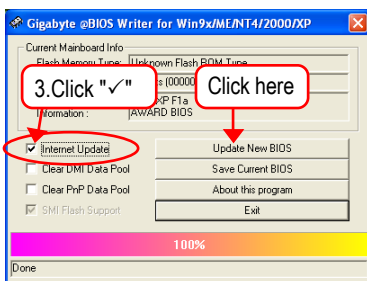 Gigabyte @BIOS Writer for Win9x/ME/NT4/2000/XP
Current Mainboard Info
Flash Memory Type: Unknown Flash ROM Type
3.Click "✓"
Click here
s (00000
XP F1a
Information : AWARD BIOS
Internet Update
Update New BIOS
Clear DMI Data Pool
Save Current BIOS
Clear PnP Data Pool
About this program
SMI Flash Support
Exit
100%
Done